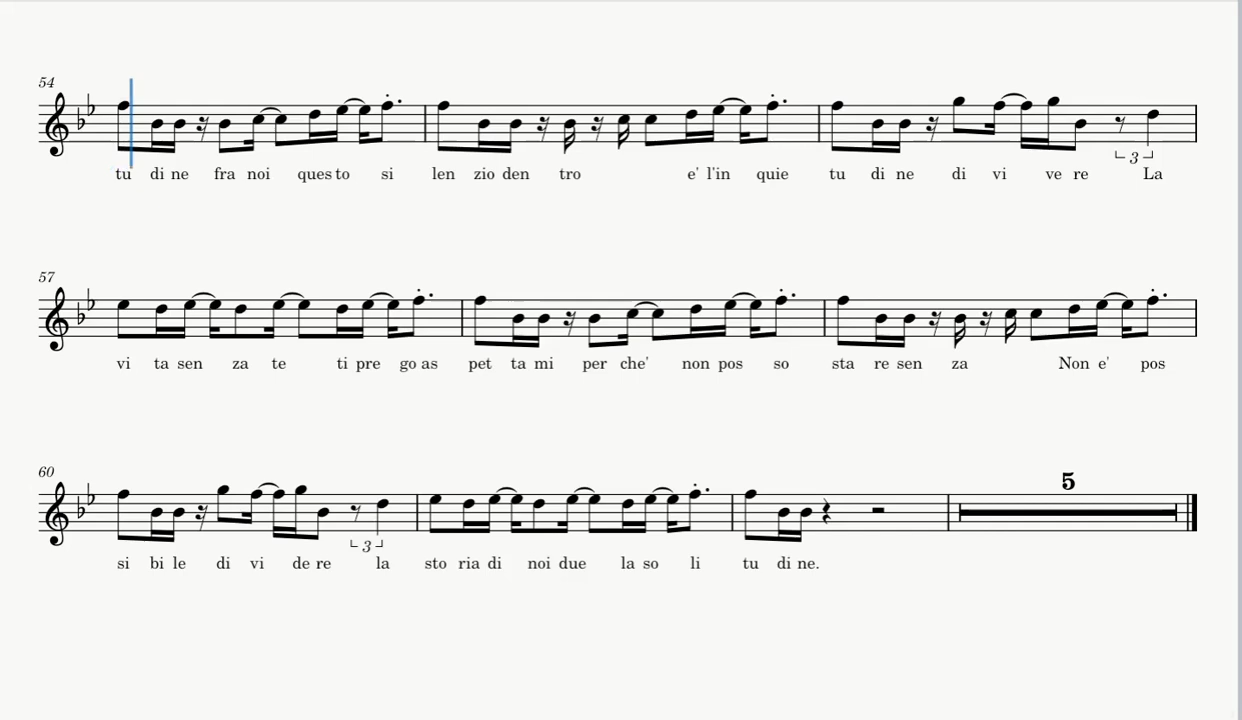 54
tu di ne fra noi ques to si len zio den tro e' l'in quie tu di ne di vi ve re La
3
57
vi ta sen za te ti pre go as pet ta mi per che' non pos so sta re sen za Non e' pos
60
5
3
si bi le di vi de re la sto ria di noi due la so li tu di ne.